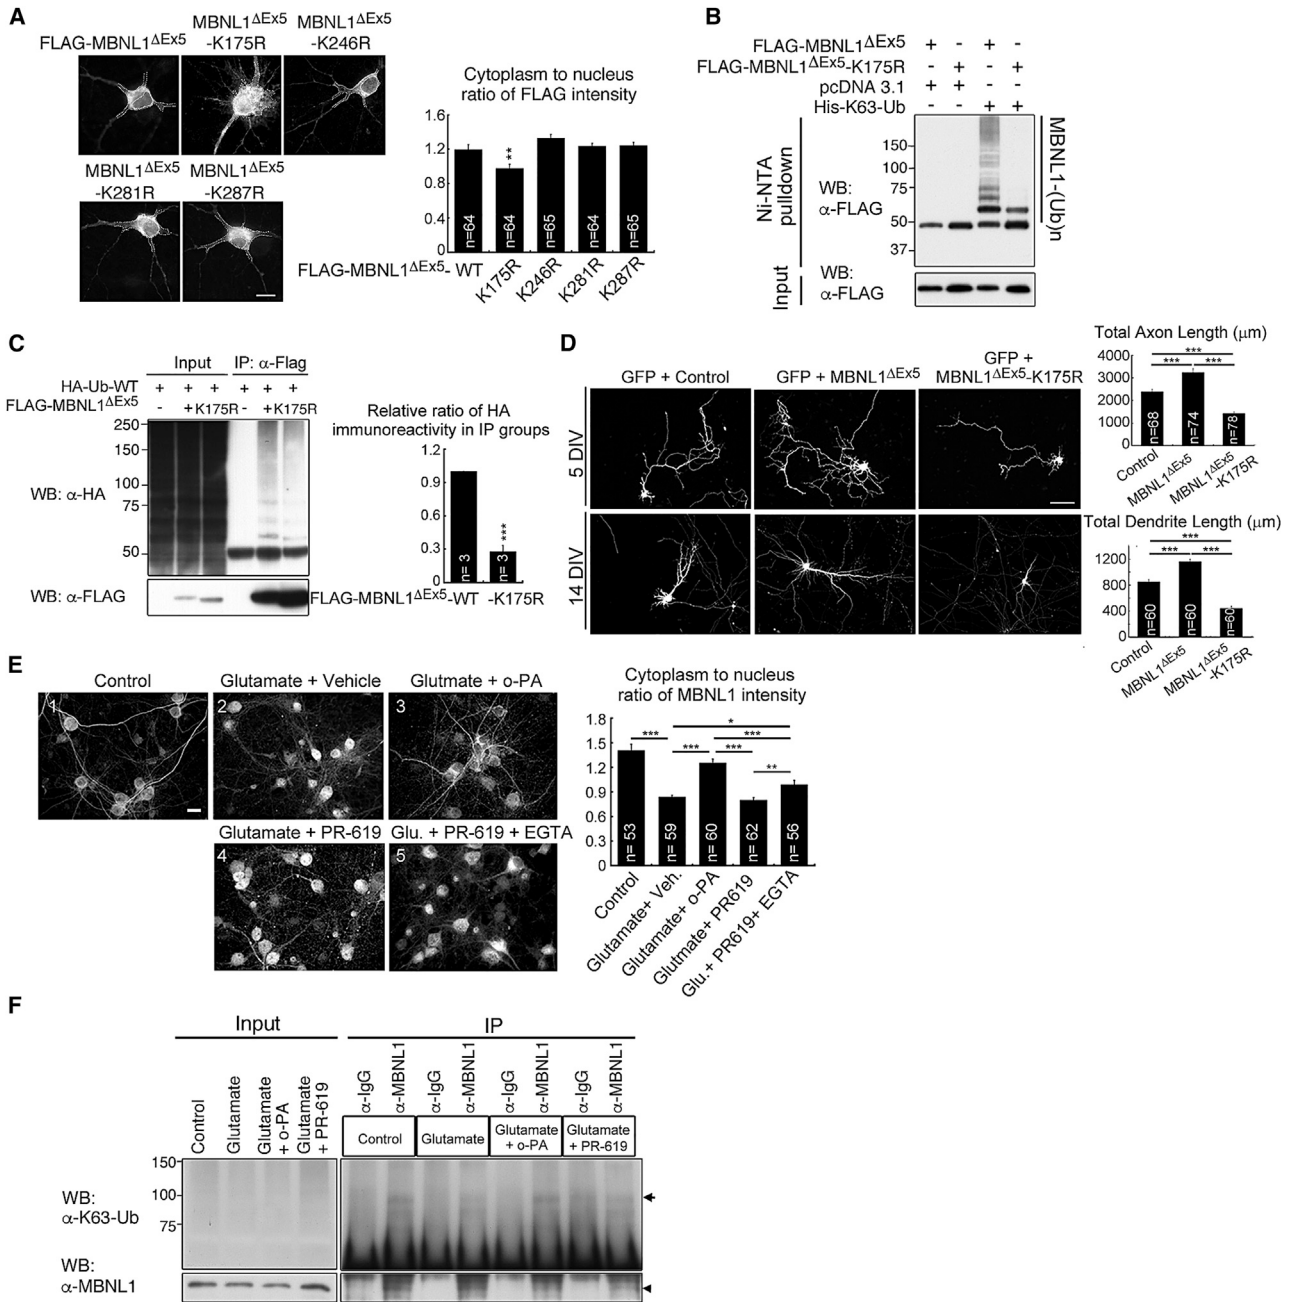 A
FLAG-MBNL1ΔEx5
MBNL1ΔEx5
-K175R
MBNL1ΔEx5
-K246R
MBNL1ΔEx5
-K281R
MBNL1ΔEx5
-K287R
Cytoplasm to nucleus
ratio of FLAG intensity
1.6
1.2
0.8
0.4
0
**
n=64
n=64
n=65
n=64
n=65
FLAG-MBNL1ΔEx5- WT
K175R
K246R
K281R
K287R
B
FLAG-MBNL1ΔEx5 + - + -
FLAG-MBNL1ΔEx5-K175R - + - +
pcDNA 3.1 + + - -
His-K63-Ub - - + +
Ni-NTA
pulldown
WB:
α-FLAG
150
100
75
50
37
MBNL1-(Ub)n
Input
WB:
α-FLAG
C
Input
IP: α-Flag
HA-Ub-WT + + + + + +
FLAG-MBNL1ΔEx5 - + K175R - + K175R
250
150
100
75
50
WB: α-HA
WB: α-FLAG
Relative ratio of HA
immunoreactivity in IP groups
1.2
0.9
0.6
0.3
0
***
n= 3
n= 3
FLAG-MBNL1ΔEx5-WT -K175R
D
GFP + Control
GFP + MBNL1ΔEx5
GFP +
MBNL1ΔEx5-K175R
5 DIV
14 DIV
Total Axon Length (μm)
4000
3000
2000
1000
0
***
*** ***
n=68
n=74
n=78
Control
MBNL1ΔEx5
MBNL1ΔEx5
-K175R
Total Dendrite Length (μm)
1200
800
400
0
***
*** ***
n=60
n=60
n=60
Control
MBNL1ΔEx5
MBNL1ΔEx5
-K175R
E
Control
Glutamate + Vehicle
Glutmate + o-PA
1
2
3
Glutamate + PR-619
Glu. + PR-619 + EGTA
4
5
Cytoplasm to nucleus
ratio of MBNL1 intensity
1.8
1.5
1.2
0.9
0.6
0.3
0
*
***
***
***
***
**
n= 53
n= 59
n= 60
n= 62
n= 56
Control
Glutamate+ Veh.
Glutamate+ o-PA
Glutmate+ PR619
Glu.+ PR619+ EGTA
F
Input
IP
Control
Glutamate
Glutamate
+ o-PA
Glutamate
+ PR-619
α-IgG
α-MBNL1
α-IgG
α-MBNL1
α-IgG
α-MBNL1
α-IgG
α-MBNL1
Control
Glutamate
Glutamate
+ o-PA
Glutamate
+ PR-619
150
100
75
WB:
α-K63-Ub
WB:
α-MBNL1